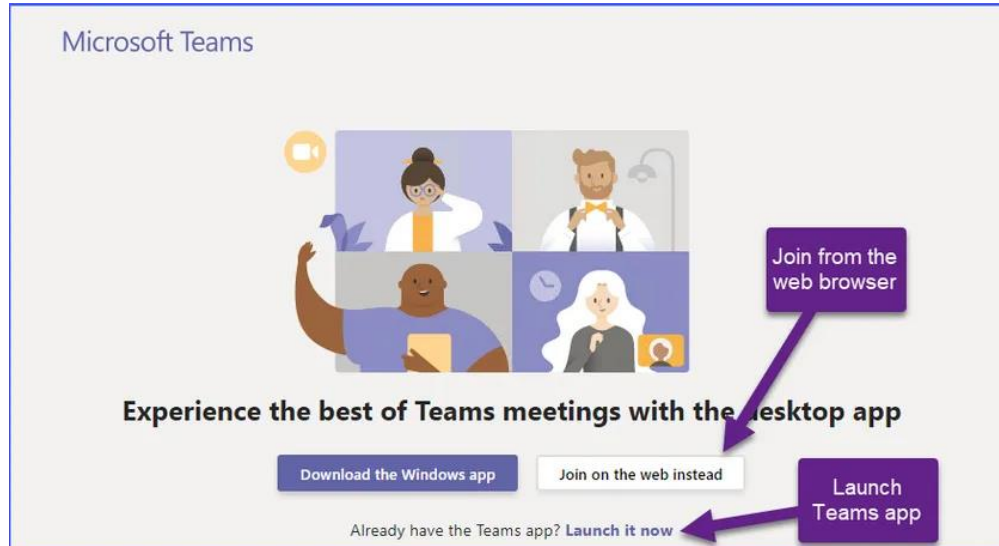 Microsoft Teams
Join from the
web browser
Experience the best of Teams meetings with the desktop app
Download the Windows app
Join on the web instead
Already have the Teams app? Launch it now
Launch
Teams app